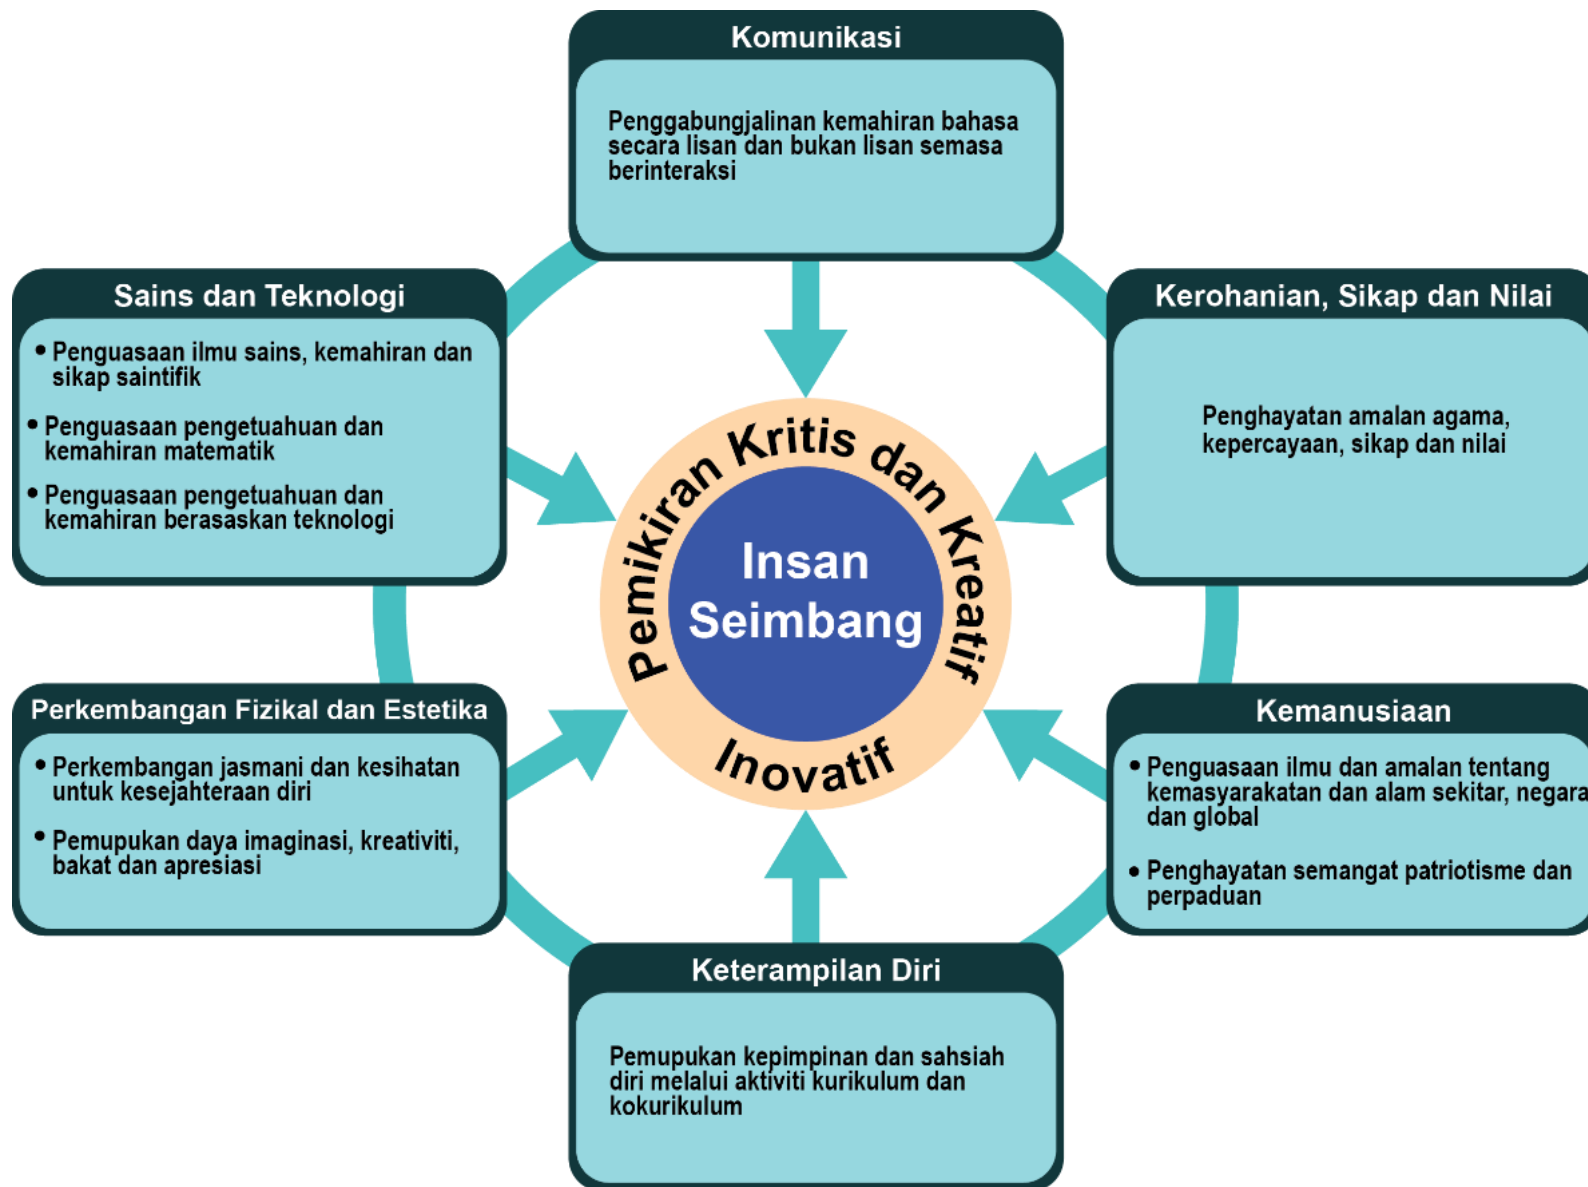 Komunikasi
Penggabungjalinan kemahiran bahasa
secara lisan dan bukan lisan semasa
berinteraksi
Kerohanian, Sikap dan Nilai
Penghayatan amalan agama,
kepercayaan, sikap dan nilai
Kemanusiaan
• Penguasaan ilmu dan amalan tentang
kemasyarakatan dan alam sekitar, negara
dan global
• Penghayatan semangat patriotisme dan
perpaduan
Keterampilan Diri
Pemupukan kepimpinan dan sahsiah
diri melalui aktiviti kurikulum dan
kokurikulum
Perkembangan Fizikal dan Estetika
• Perkembangan jasmani dan kesihatan
untuk kesejahteraan diri
• Pemupukan daya imaginasi, kreativiti,
bakat dan apresiasi
Sains dan Teknologi
• Penguasaan ilmu sains, kemahiran dan
sikap saintifik
• Penguasaan pengetuahuan dan
kemahiran matematik
• Penguasaan pengetuahuan dan
kemahiran berasaskan teknologi
Pemikiran Kritis dan Kreatif
Inovatif
Insan
Seimbang